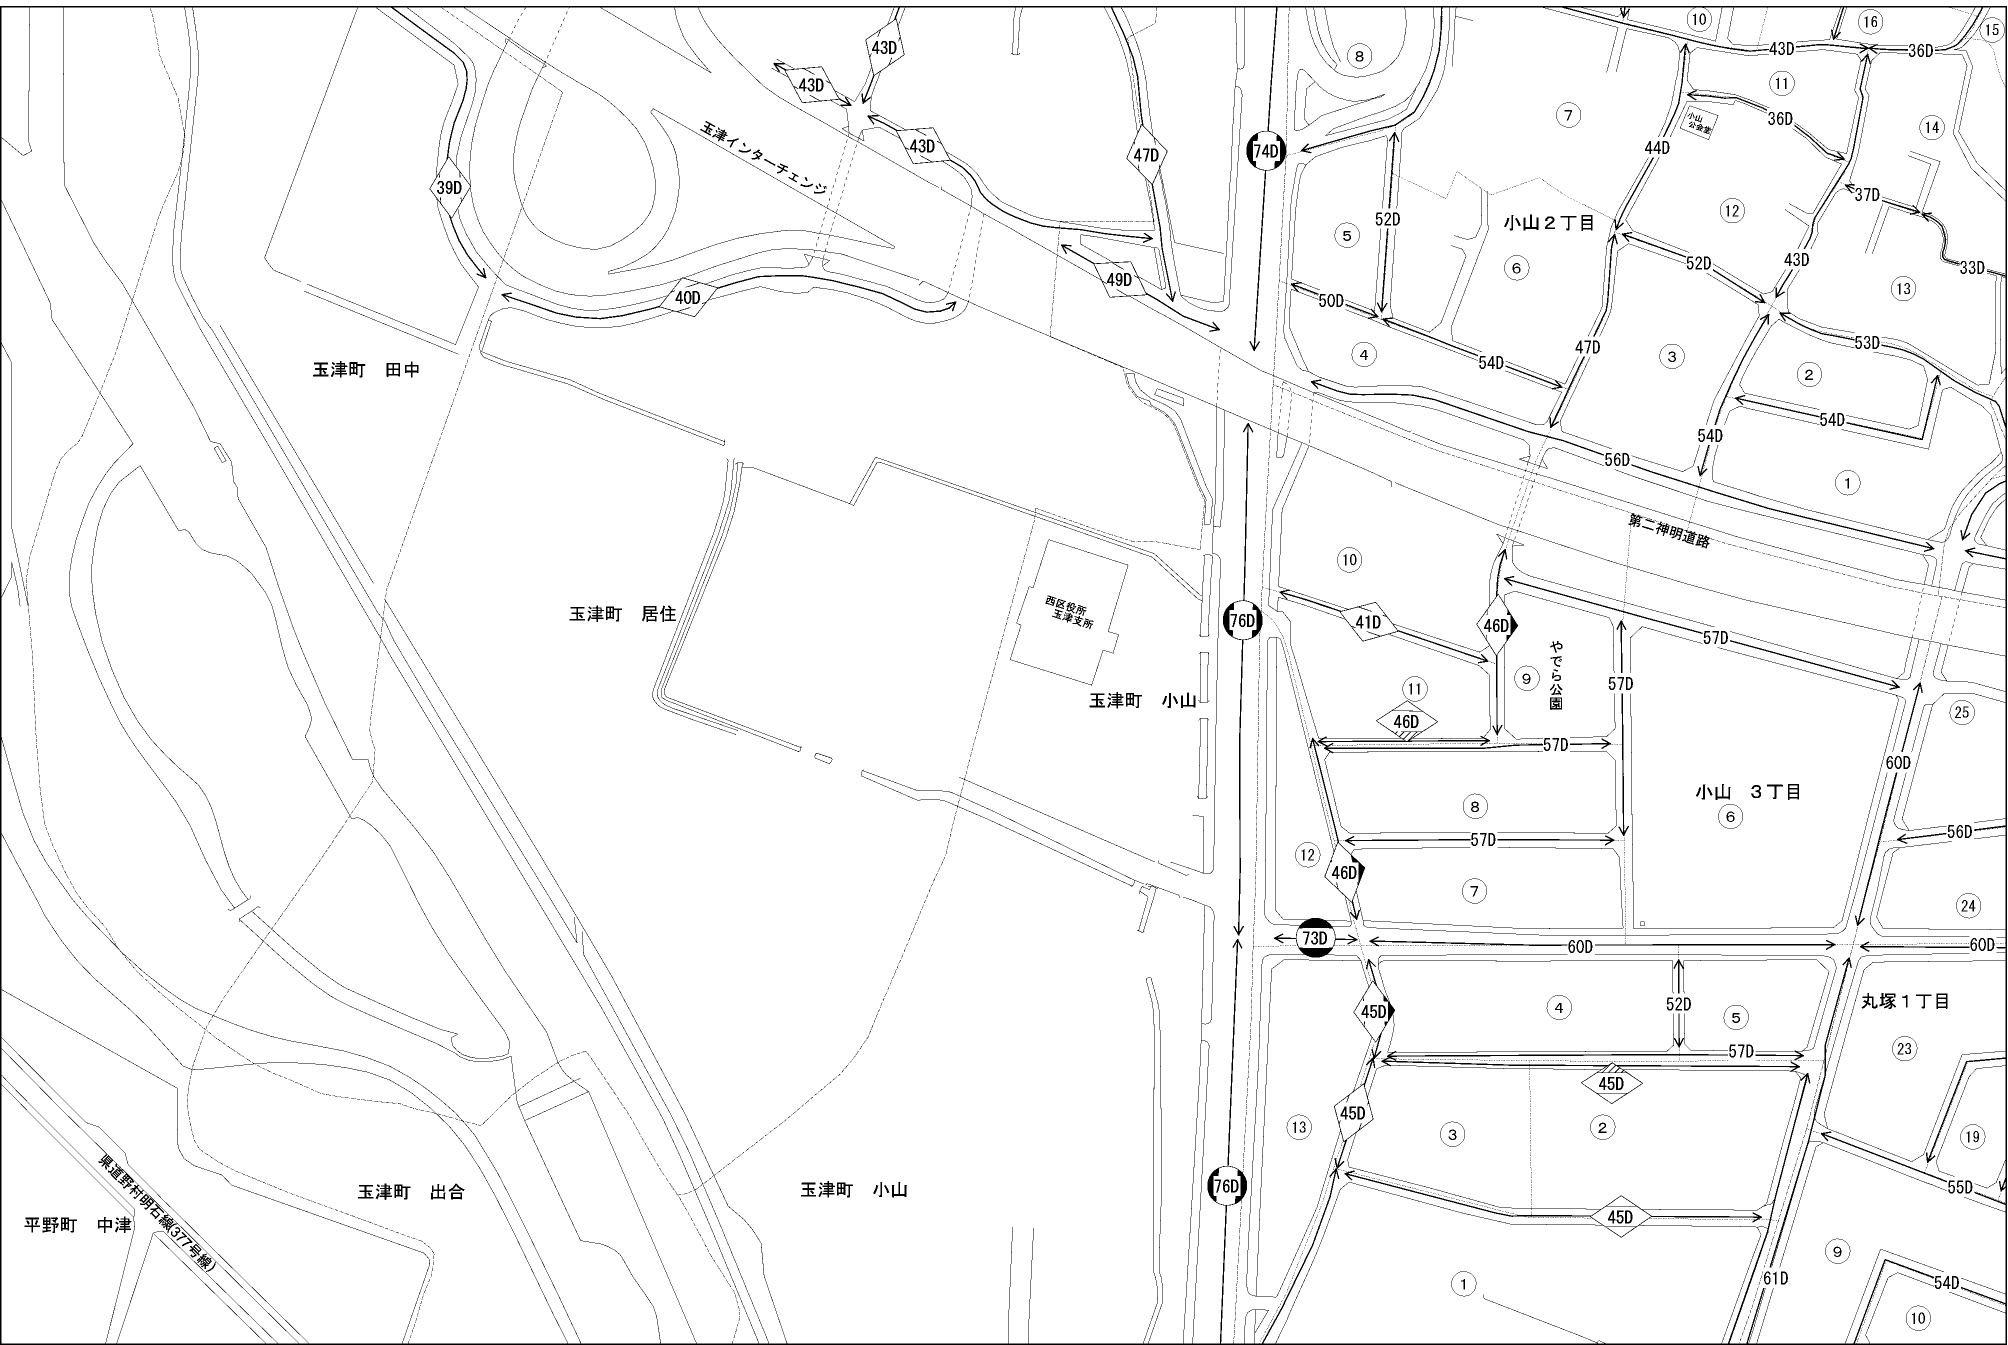 10
16
15
43D
43D
36D
8
43D
11
7
36D
小山
公会堂
14
玉津インターチェンジ
43D
47D
74D
44D
39D
37D
52D
小山２丁目
12
5
6
52D
43D
33D
49D
13
40D
50D
47D
53D
4
3
54D
2
玉津町　田中
54D
54D
56D
1
第二神明道路
10
西区役所
玉津支所
玉津町　居住
76D
41D
46D
57D
やでら公園
9
57D
11
玉津町　小山
46D
25
57D
60D
小山　３丁目
8
6
56D
57D
12
46D
7
24
73D
60D
60D
丸塚１丁目
45D
4
52D
5
57D
23
45D
45D
13
3
2
19
県道野村明石線(377号線)
玉津町　出合
玉津町　小山
76D
55D
平野町　中津
45D
9
61D
1
54D
10